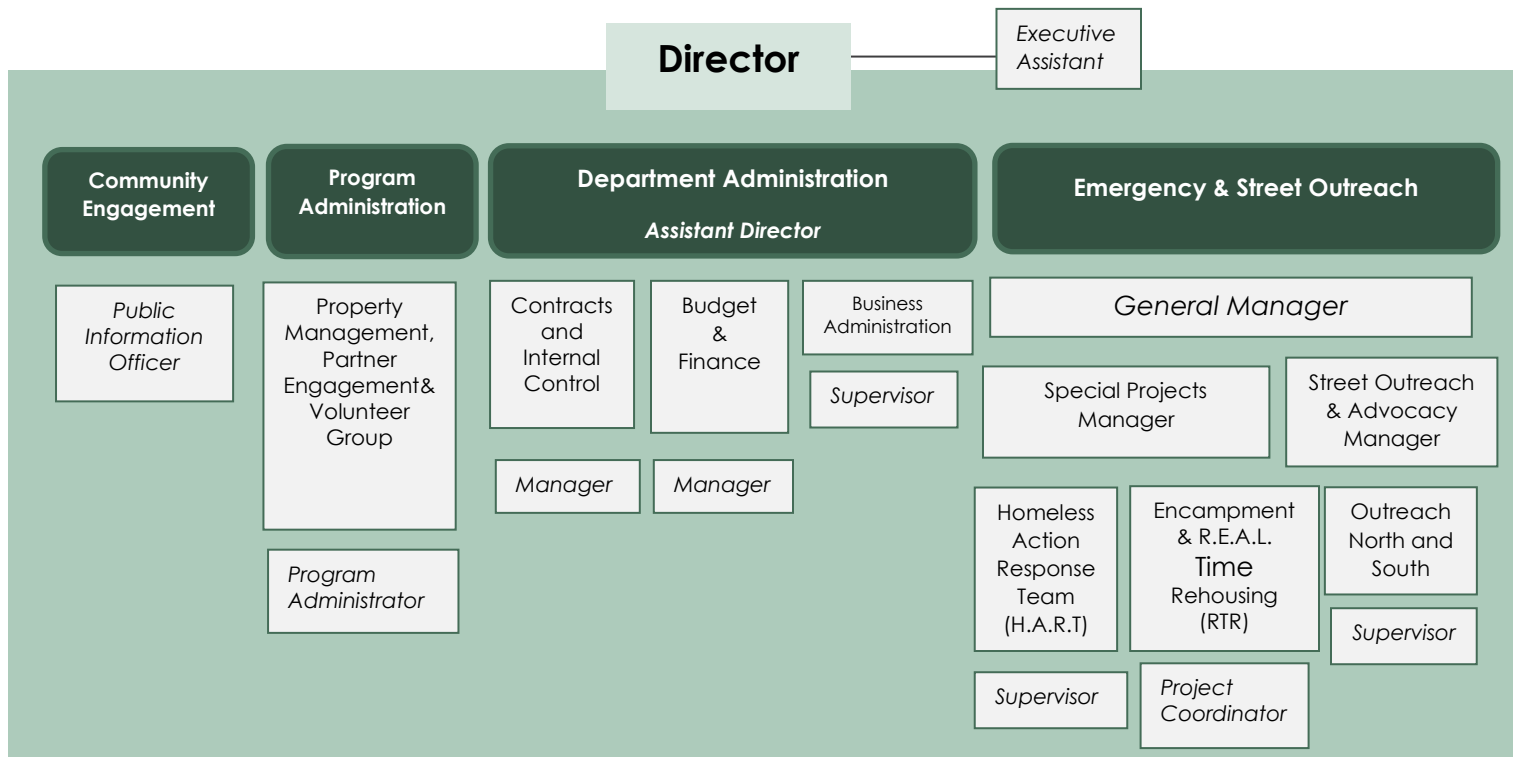 Director
Executive
Assistant
Community
Engagement
Program
Administration
Department Administration
Assistant Director
Emergency & Street Outreach
Public
Information
Officer
Property
Management,
Partner
Engagement&
Volunteer
Group
Program
Administrator
Contracts
and
Internal
Control
Manager
Budget
&
Finance
Manager
Business
Administration
Supervisor
General Manager
Special Projects
Manager
Street Outreach
& Advocacy
Manager
Homeless
Action
Response
Team
(H.A.R.T)
Supervisor
Encampment
& R.E.A.L.
Time
Rehousing
(RTR)
Project
Coordinator
Outreach
North and
South
Supervisor